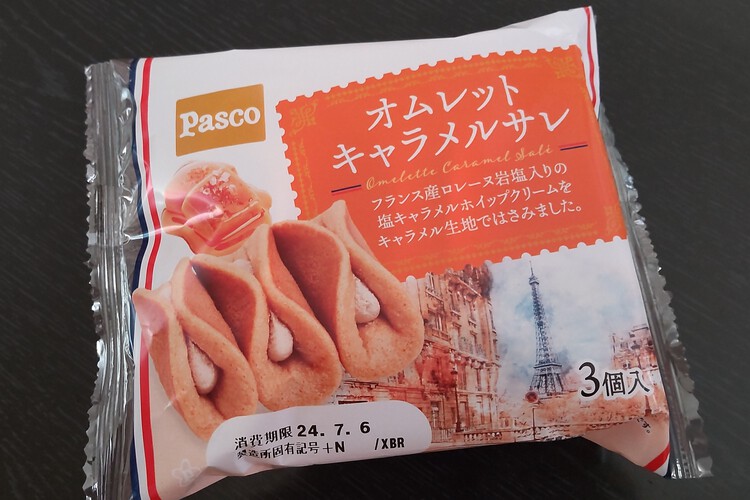 Pasco
オムレット
キャラメルサレ
Omelette Caramel Salé
フランス産ロレーヌ岩塩入りの
塩キャラメルホイップクリームを
キャラメル生地ではさみました。
3個入
消費期限 24.7.6
製造所固有記号+N /XBR